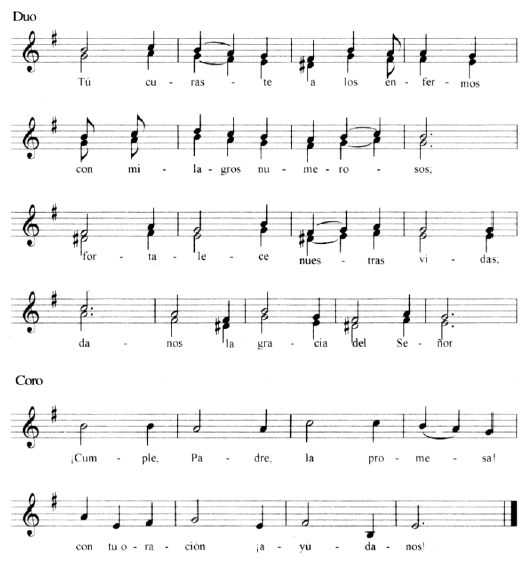 Duo
Tú cu - ras - te a los en - fer - mos
con mi - la - gros nu - me - ro - sos;
for - ta - le - ce nues - tras vi - das;
da - nos la gra - cia del Se - ñor
Coro
¡Cum - ple, Pa - dre, la pro - me - sa!
con tu o - ra - ción ¡a - yú - da - nos!